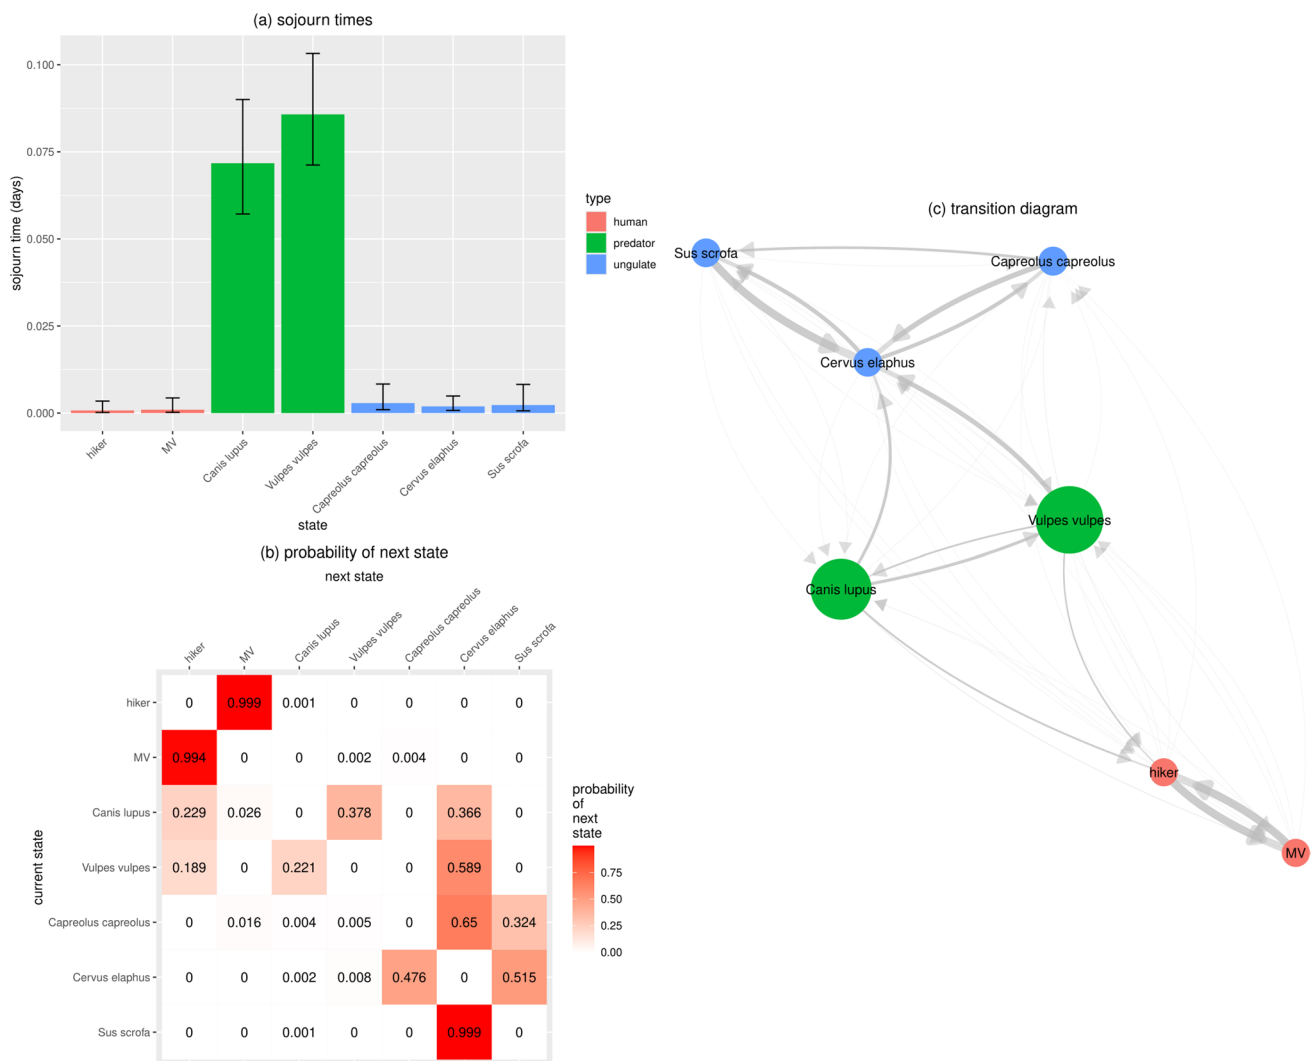 (a) sojourn times
0.100
0.075
0.050
0.025
0.000
sojourn time (days)
hiker
MV
Canis lupus
Vulpes vulpes
Capreolus capreolus
Cervus elaphus
Sus scrofa
state
type
human
predator
ungulate
(b) probability of next state
next state
hiker
MV
Canis lupus
Vulpes vulpes
Capreolus capreolus
Cervus elaphus
Sus scrofa
current state
hiker 0 0.999 0.001 0 0 0 0
MV 0.994 0 0 0.002 0.004 0 0
Canis lupus 0.229 0.026 0 0.378 0 0.366 0
Vulpes vulpes 0.189 0 0.221 0 0 0.589 0
Capreolus capreolus 0 0.016 0.004 0.005 0 0.65 0.324
Cervus elaphus 0 0 0.002 0.008 0.476 0 0.515
Sus scrofa 0 0 0.001 0 0 0.999 0
probability
of
next
state
0.75
0.50
0.25
0.00
(c) transition diagram
Sus scrofa
Capreolus capreolus
Cervus elaphus
Vulpes vulpes
Canis lupus
hiker
MV